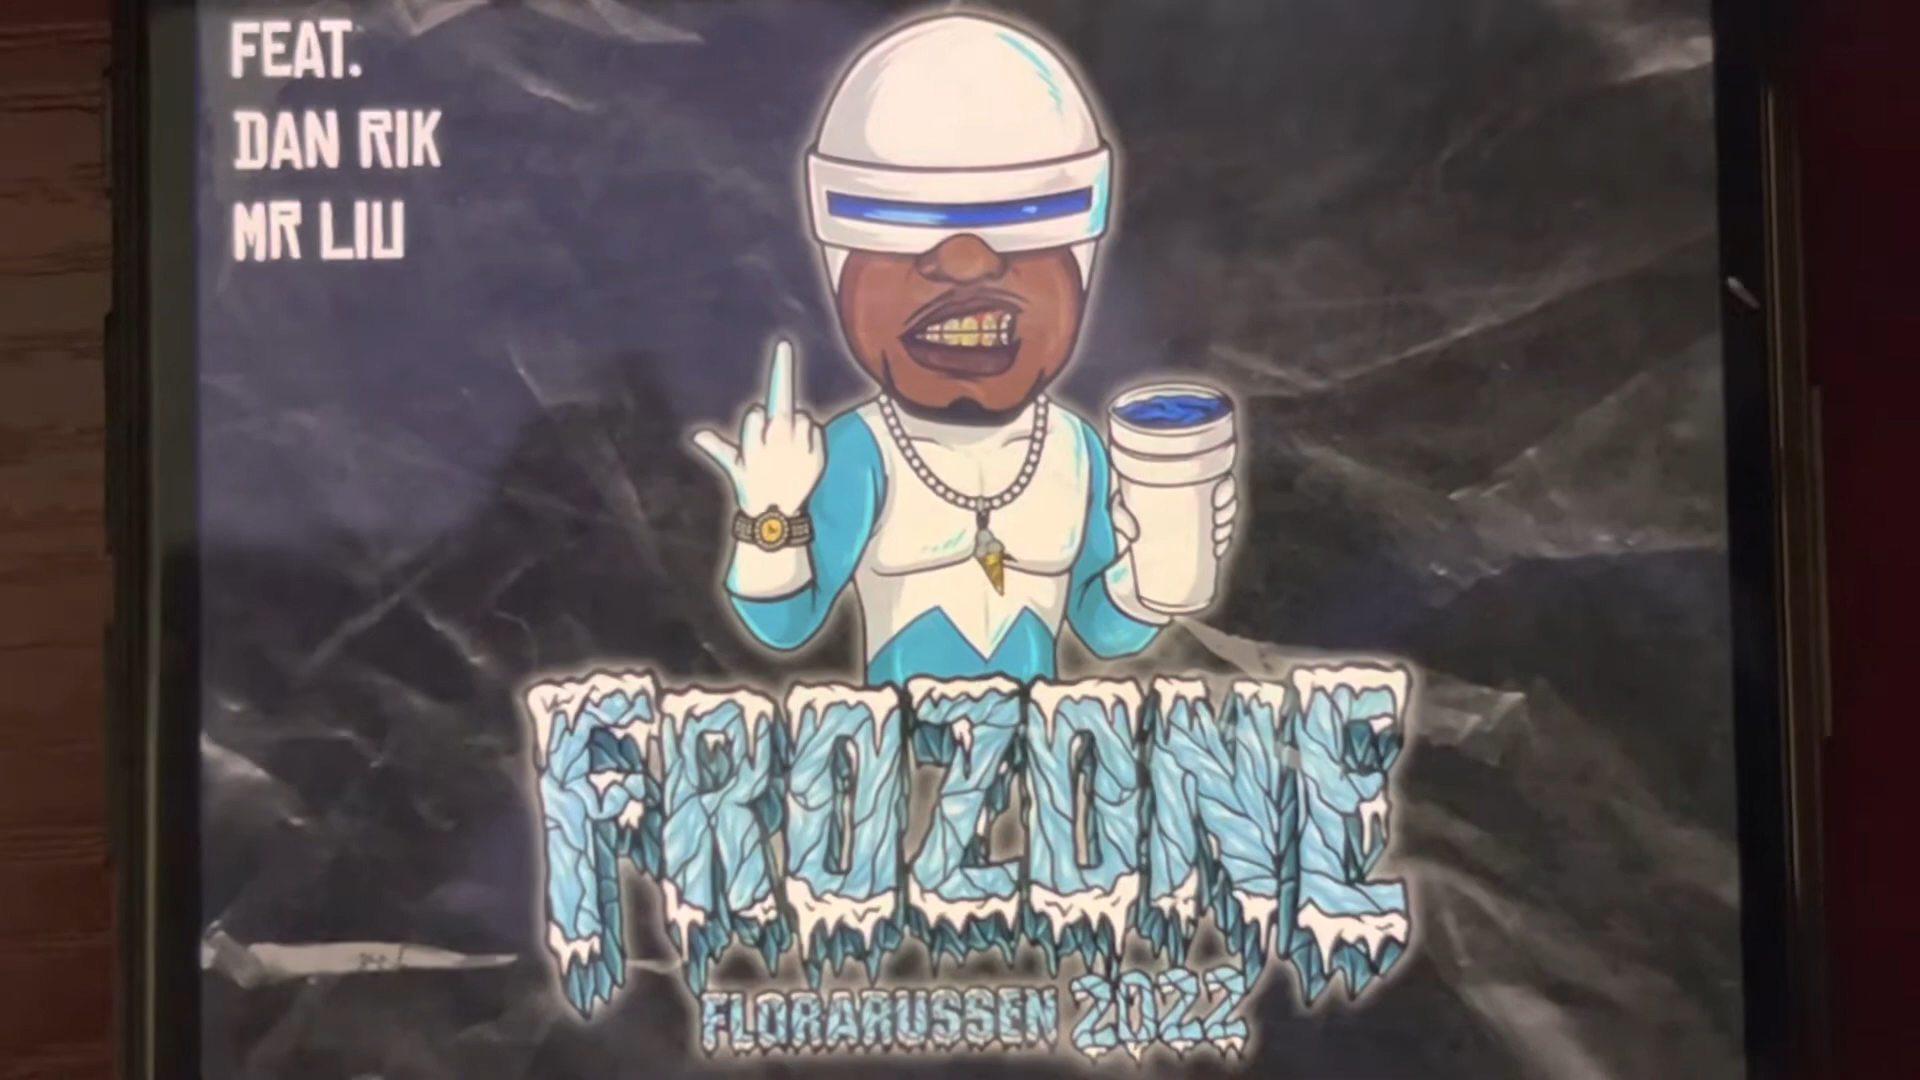 FEAT.
DAN RIK
MR LIU
FROZONE
FLORARUSSEN 2022